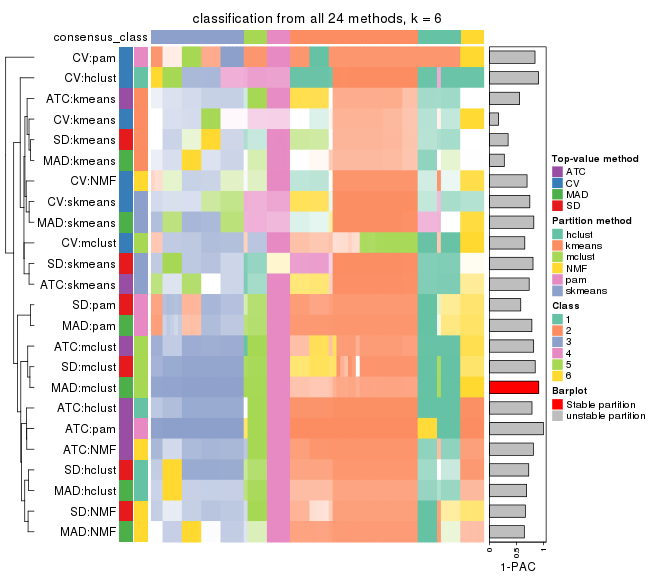 classification from all 24 methods, k = 6
consensus_class
CV:pam
CV:hclust
ATC:kmeans
CV:kmeans
SD:kmeans
MAD:kmeans
CV:NMF
CV:skmeans
MAD:skmeans
CV:mclust
SD:skmeans
ATC:skmeans
SD:pam
MAD:pam
ATC:mclust
SD:mclust
MAD:mclust
ATC:hclust
ATC:pam
ATC:NMF
SD:hclust
MAD:hclust
SD:NMF
MAD:NMF
0
0.5
1
1-PAC
Top-value method
ATC
CV
MAD
SD
Partition method
hclust
kmeans
mclust
NMF
pam
skmeans
Class
1
2
3
4
5
6
Barplot
Stable partition
unstable partition